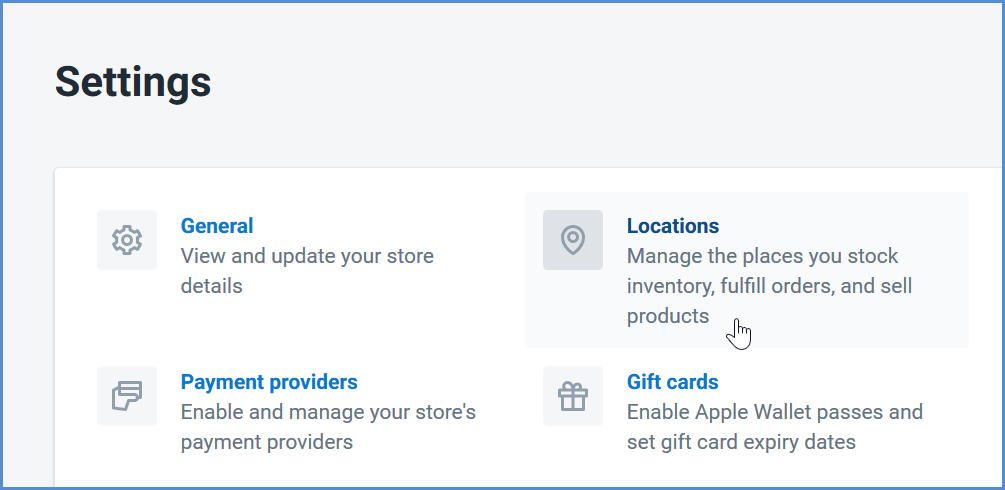 Settings
General
View and update your store
details
Locations
Manage the places you stock
inventory, fulfill orders, and sell
products
Payment providers
Enable and manage your store's
payment providers
Gift cards
Enable Apple Wallet passes and
set gift card expiry dates